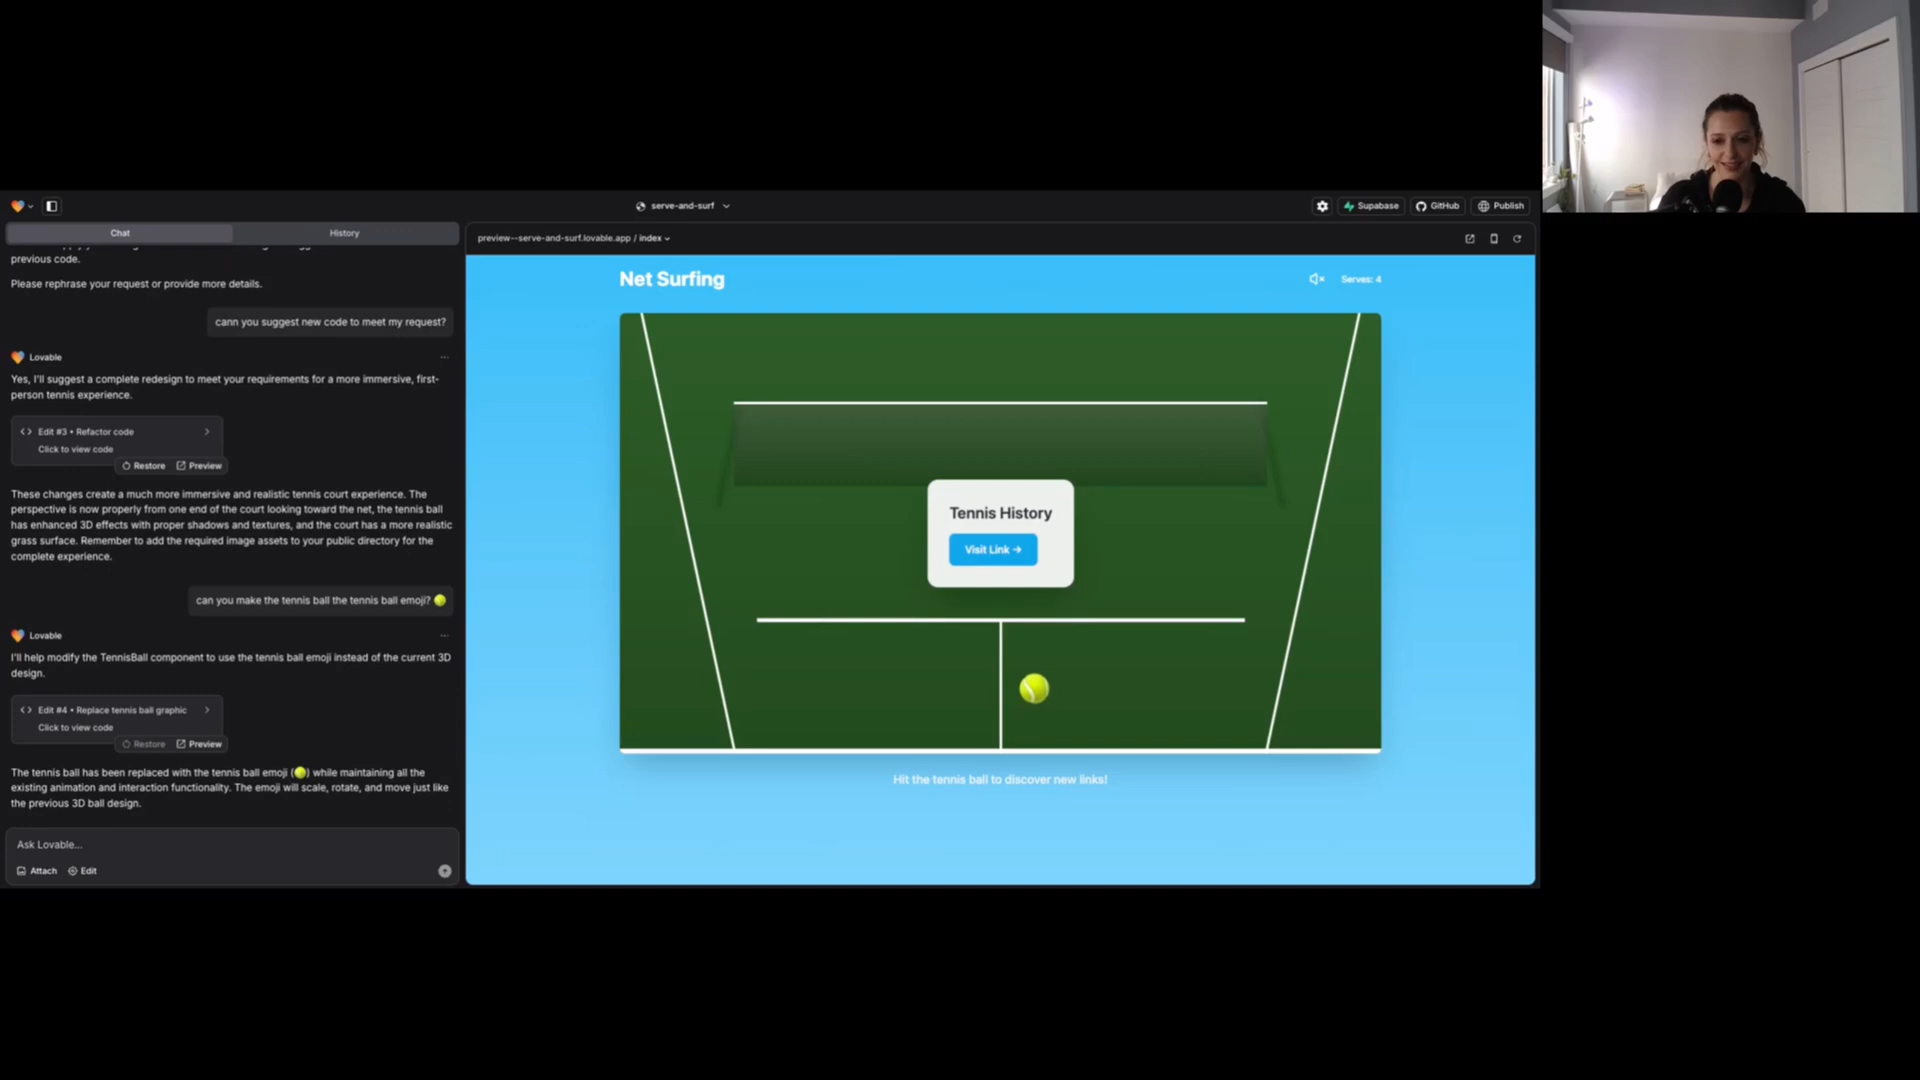 serve-and-surf
Supabase
GitHub
Publish
Chat
History
previous code.
Please rephrase your request or provide more details.
cann you suggest new code to meet my request?
Lovable
Yes, I'll suggest a complete redesign to meet your requirements for a more immersive, first-
person tennis experience.
Edit #3 • Refactor code
Click to view code
Restore
Preview
These changes create a much more immersive and realistic tennis court experience. The
perspective is now properly from one end of the court looking toward the net, the tennis ball
has enhanced 3D effects with proper shadows and textures, and the court has a more realistic
grass surface. Remember to add the required image assets to your public directory for the
complete experience.
can you make the tennis ball the tennis ball emoji? 🎾
Lovable
I'll help modify the TennisBall component to use the tennis ball emoji instead of the current 3D
design.
Edit #4 • Replace tennis ball graphic
Click to view code
Restore
Preview
The tennis ball has been replaced with the tennis ball emoji (🎾) while maintaining all the
existing animation and interaction functionality. The emoji will scale, rotate, and move just like
the previous 3D ball design.
Ask Lovable...
Attach
Edit
preview--serve-and-surf.lovable.app / index
Net Surfing
Serves: 4
Tennis History
Visit Link →
Hit the tennis ball to discover new links!